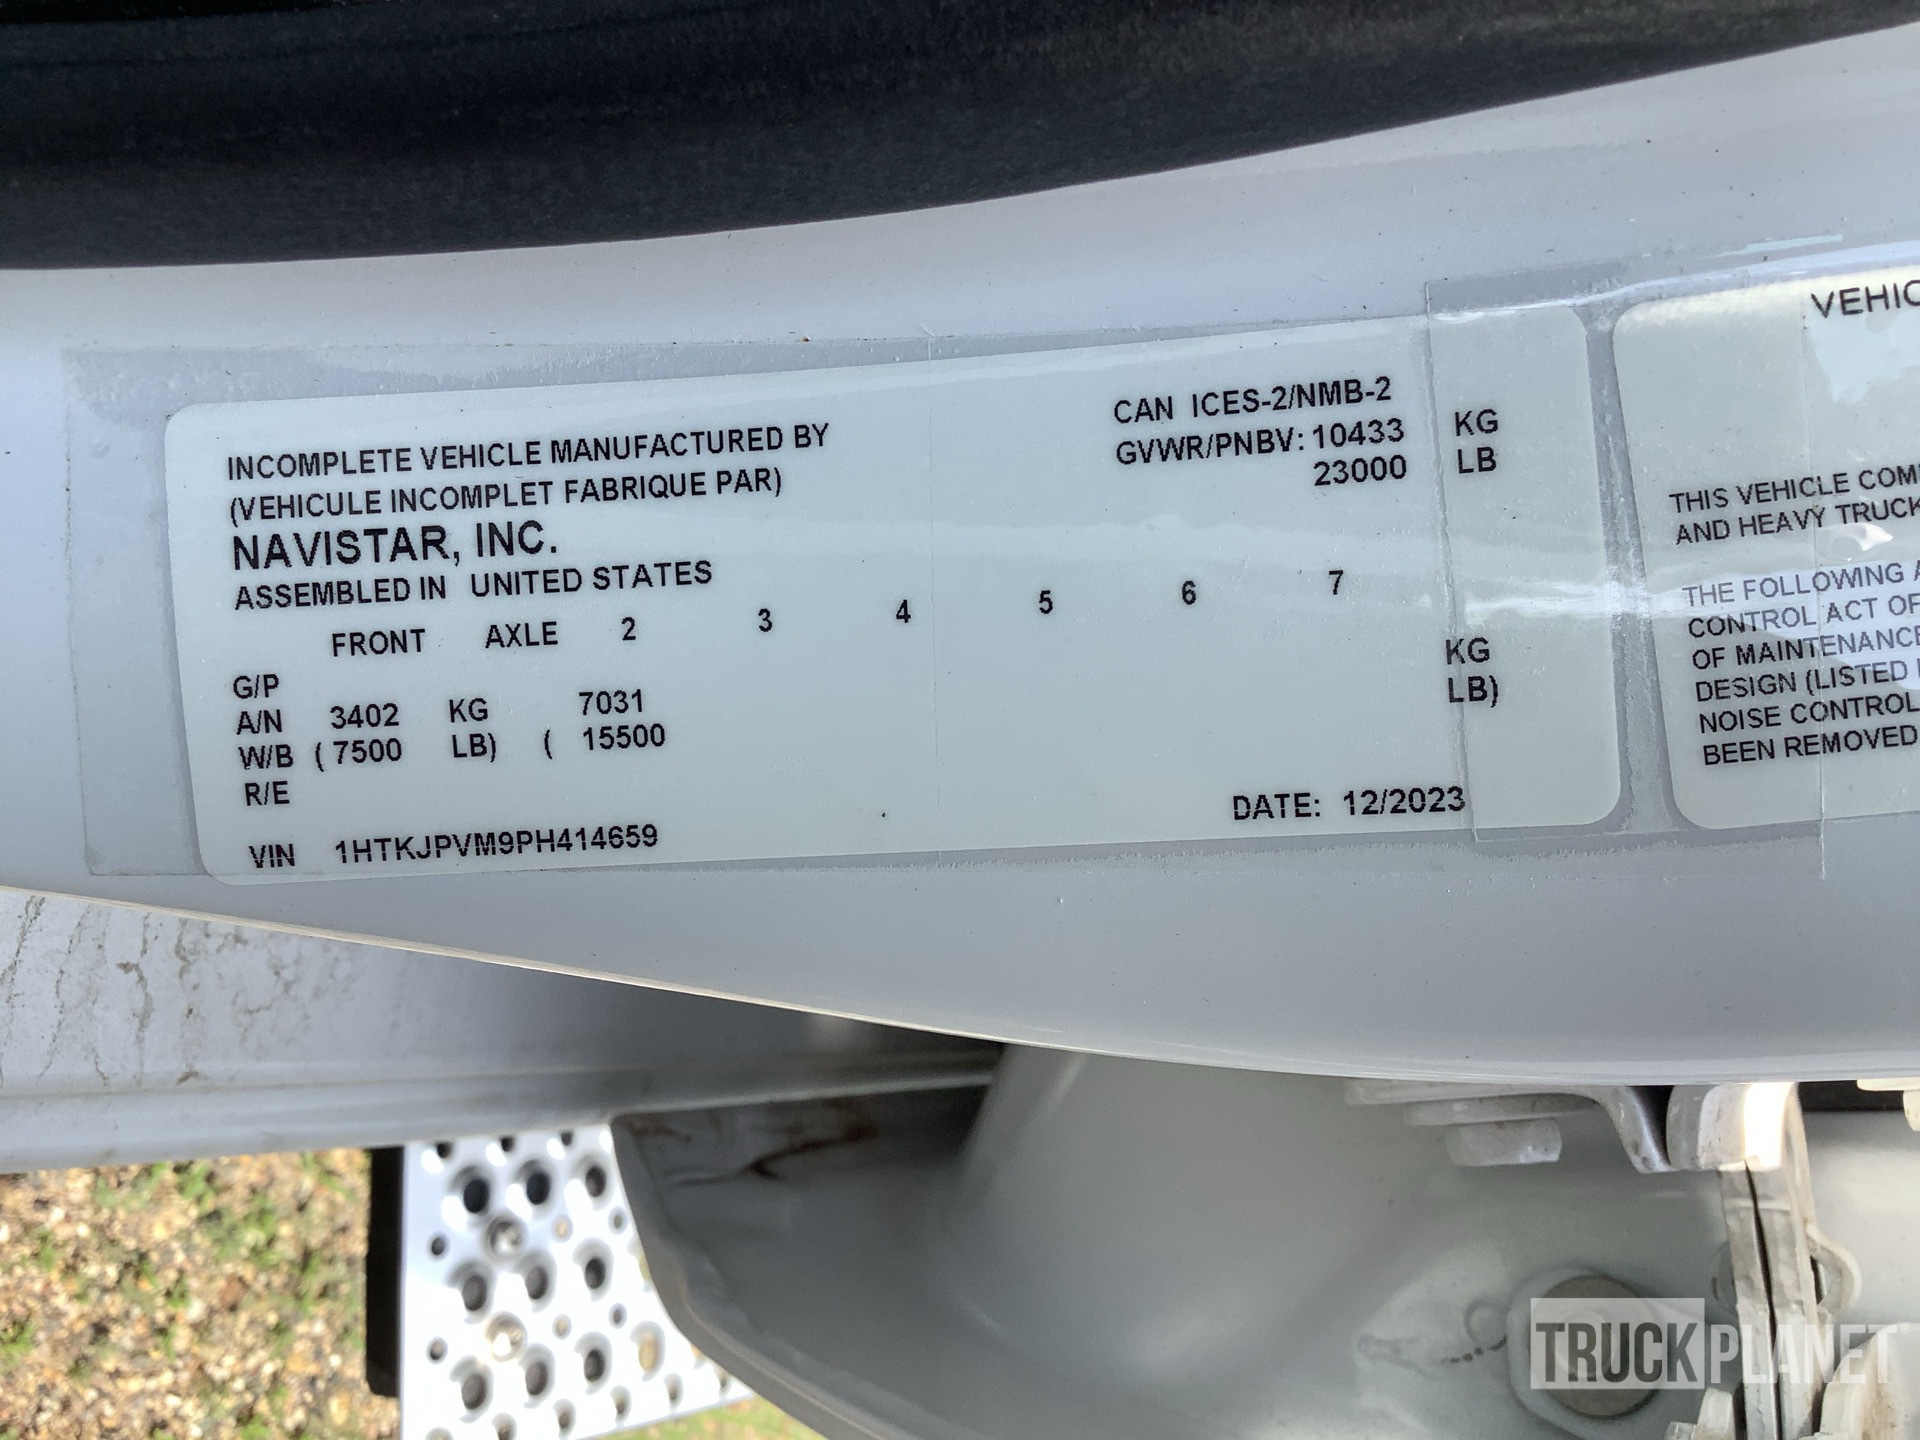 INCOMPLETE VEHICLE MANUFACTURED BY
(VEHICULE INCOMPLET FABRIQUE PAR)
NAVISTAR, INC.
ASSEMBLED IN UNITED STATES
CAN ICES-2/NMB-2
GVWR/PNBV: 10433 KG
23000 LB
FRONT AXLE 2 3 4 5 6 7
G/P
A/N 3402 KG 7031 KG
W/B ( 7500 LB) ( 15500 LB)
R/E
VIN 1HTKJPVM9PH414659
DATE: 12/2023
VEHIC
THIS VEHICLE COM
AND HEAVY TRUCK
THE FOLLOWING A
CONTROL ACT OF
OF MAINTENANCE
DESIGN (LISTED
NOISE CONTROL
BEEN REMOVED
TRUCKPLANET